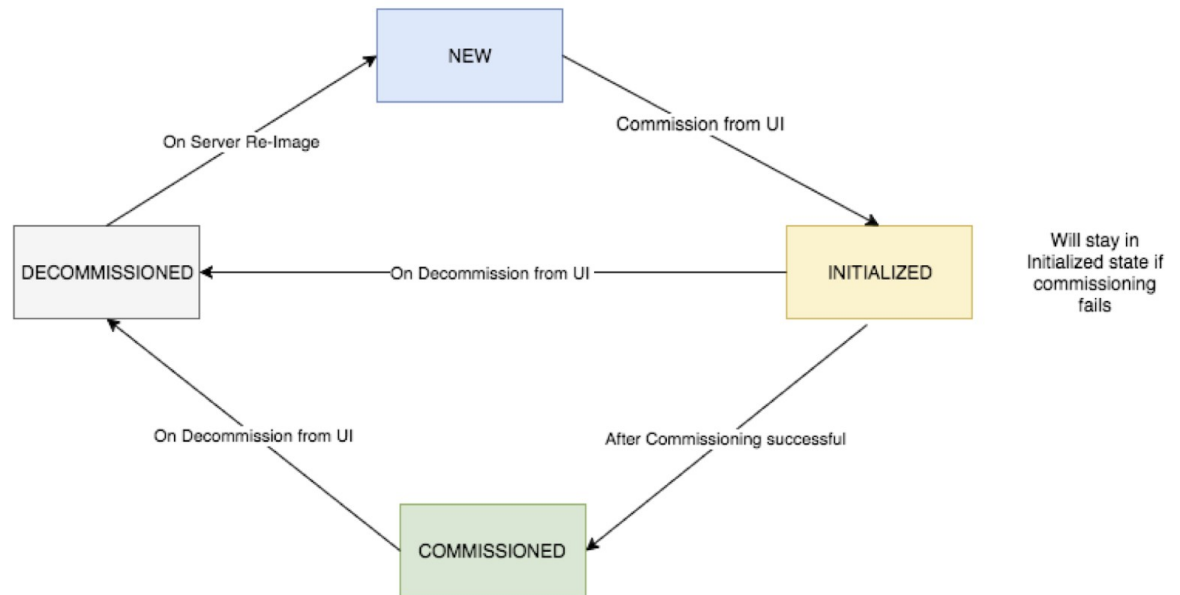 NEW
Commission from UI
On Server Re-Image
DECOMMISSIONED
On Decommission from UI
INITIALIZED
Will stay in
Initialized state if
commissioning
fails
On Decommission from UI
After Commissioning successful
COMMISSIONED